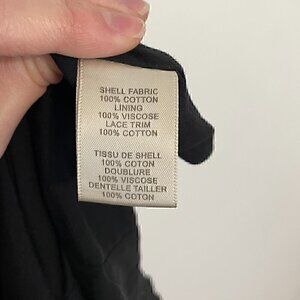 SHELL FABRIC
100% COTTON
LINING
100% VISCOSE
LACE TRIM
100% COTTON
TISSU DE SHELL
100% COTON
DOUBLURE
100% VISCOSE
DENTELLE TAILLER
100% COTON